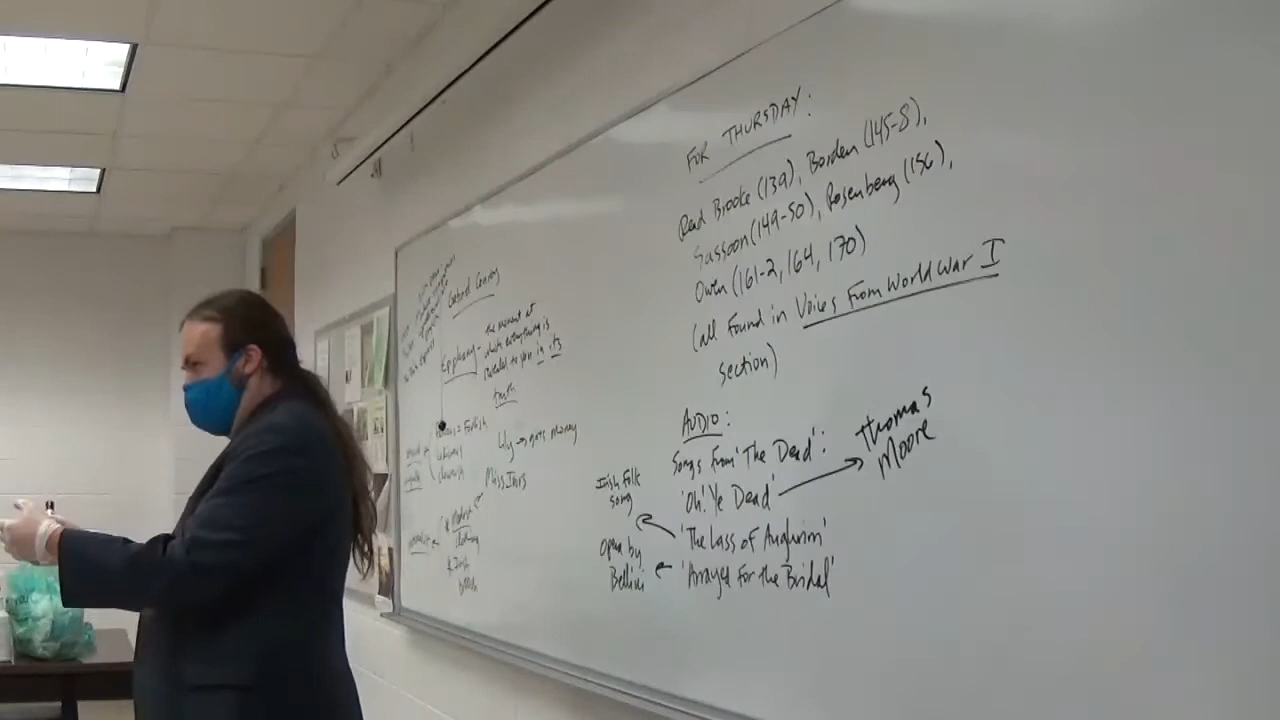 FOR THURSDAY:
Read Brooke (139), Borden (145-8),
Sassoon (149-50), Rosenberg (156),
Owen (161-2, 164, 170)
(all found in Voices From World War I
section)
AUDIO:
Songs from 'The Dead':
'Oh! Ye Dead'
Thomas
Moore
'The Lass of Aughrim'
Irish Folk
song
'Arrayed for the Bridal'
Opera by
Bellini
Gabriel Conroy
Epiphany - the moment at
which everything is
revealed to you in its
truth
Lily → gets money
Miss Ivors